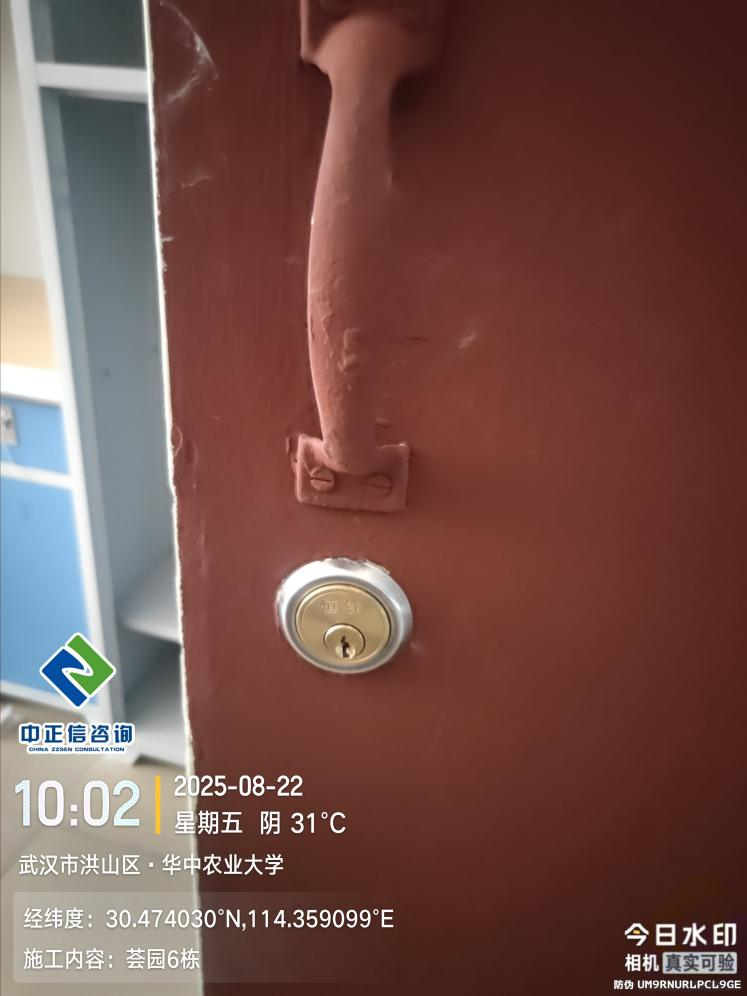 中正信咨询
CHINA ZZSEN CONSULTATION
10:02
2025-08-22
星期五 阴 31°C
武汉市洪山区·华中农业大学
经纬度：30.474030°N,114.359099°E
施工内容：荟园6栋
今日水印
相机 真实可验
防伪 UM9RNURLPCL9GE